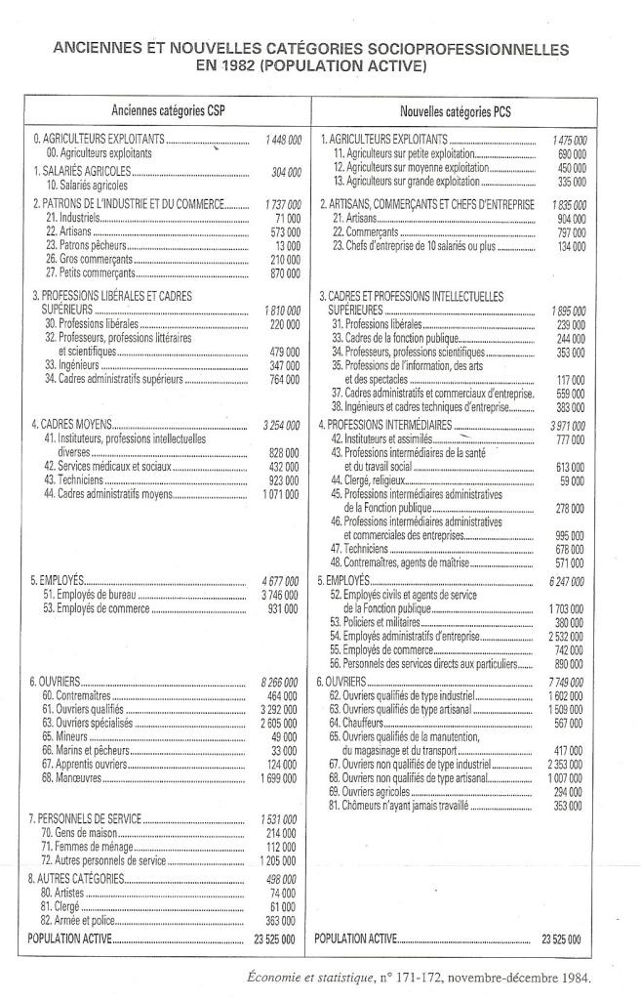 ANCIENNES ET NOUVELLES CATÉGORIES SOCIOPROFESSIONNELLES
EN 1982 (POPULATION ACTIVE)
Anciennes catégories CSP
0. AGRICULTEURS EXPLOITANTS 1 448 000
00. Agriculteurs exploitants
1. SALARIÉS AGRICOLES 304 000
10. Salariés agricoles
2. PATRONS DE L'INDUSTRIE ET DU COMMERCE 1 737 000
21. Industriels 71 000
22. Artisans 573 000
23. Patrons pêcheurs 13 000
26. Gros commerçants 210 000
27. Petits commerçants 870 000
3. PROFESSIONS LIBÉRALES ET CADRES
SUPÉRIEURS 1 810 000
30. Professions libérales 220 000
32. Professeurs, professions littéraires
et scientifiques 479 000
33. Ingénieurs 347 000
34. Cadres administratifs supérieurs 764 000
4. CADRES MOYENS 3 254 000
41. Instituteurs, professions intellectuelles
diverses 828 000
42. Services médicaux et sociaux 432 000
43. Techniciens 923 000
44. Cadres administratifs moyens 1 071 000
5. EMPLOYÉS 4 677 000
51. Employés de bureau 3 746 000
53. Employés de commerce 931 000
6. OUVRIERS 8 266 000
60. Contremaîtres 464 000
61. Ouvriers qualifiés 3 292 000
63. Ouvriers spécialisés 2 605 000
65. Mineurs 49 000
66. Marins et pêcheurs 33 000
67. Apprentis ouvriers 124 000
68. Manœuvres 1 699 000
7. PERSONNELS DE SERVICE 1 531 000
70. Gens de maison 214 000
71. Femmes de ménage 112 000
72. Autres personnels de service 1 205 000
8. AUTRES CATÉGORIES 498 000
80. Artistes 74 000
81. Clergé 61 000
82. Armée et police 363 000
POPULATION ACTIVE 23 525 000
Nouvelles catégories PCS
1. AGRICULTEURS EXPLOITANTS 1 475 000
11. Agriculteurs sur petite exploitation 690 000
12. Agriculteurs sur moyenne exploitation 450 000
13. Agriculteurs sur grande exploitation 335 000
2. ARTISANS, COMMERÇANTS ET CHEFS D'ENTREPRISE 1 835 000
21. Artisans 904 000
22. Commerçants 797 000
23. Chefs d'entreprise de 10 salariés ou plus 134 000
3. CADRES ET PROFESSIONS INTELLECTUELLES
SUPÉRIEURES 1 895 000
31. Professions libérales 239 000
33. Cadres de la fonction publique 244 000
34. Professeurs, professions scientifiques 353 000
35. Professions de l'information, des arts
et des spectacles 117 000
37. Cadres administratifs et commerciaux d'entreprise. 559 000
38. Ingénieurs et cadres techniques d'entreprise 383 000
4. PROFESSIONS INTERMÉDIAIRES 3 971 000
42. Instituteurs et assimilés 777 000
43. Professions intermédiaires de la santé
et du travail social 613 000
44. Clergé, religieux 59 000
45. Professions intermédiaires administratives
de la Fonction publique 278 000
46. Professions intermédiaires administratives
et commerciales des entreprises 995 000
47. Techniciens 678 000
48. Contremaîtres, agents de maîtrise 571 000
5. EMPLOYÉS 6 247 000
52. Employés civils et agents de service
de la Fonction publique 1 703 000
53. Policiers et militaires 380 000
54. Employés administratifs d'entreprise 2 532 000
55. Employés de commerce 742 000
56. Personnels des services directs aux particuliers 890 000
6. OUVRIERS 7 749 000
62. Ouvriers qualifiés de type industriel 1 602 000
63. Ouvriers qualifiés de type artisanal 1 509 000
64. Chauffeurs 567 000
65. Ouvriers qualifiés de la manutention,
du magasinage et du transport 417 000
67. Ouvriers non qualifiés de type industriel 2 353 000
68. Ouvriers non qualifiés de type artisanal 1 007 000
69. Ouvriers agricoles 294 000
81. Chômeurs n'ayant jamais travaillé 353 000
POPULATION ACTIVE 23 525 000
Économie et statistique, n° 171-172, novembre-décembre 1984.